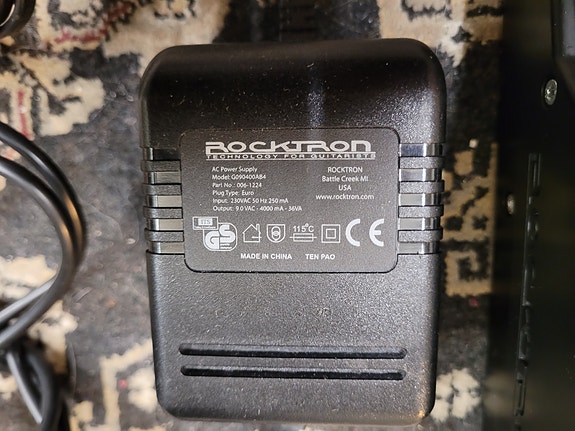 ROCKTRON
TECHNOLOGY FOR GUITARISTS
AC Power Supply
Model: G090400AB4
Part No : 006-1224
Plug Type: Euro
Input: 230VAC 50 Hz 250 mA
Output: 9.0 VAC - 4000 mA - 36VA
ROCKTRON
Battle Creek MI
USA
www.rocktron.com
GS
115°C
CE
MADE IN CHINA TEN PAO